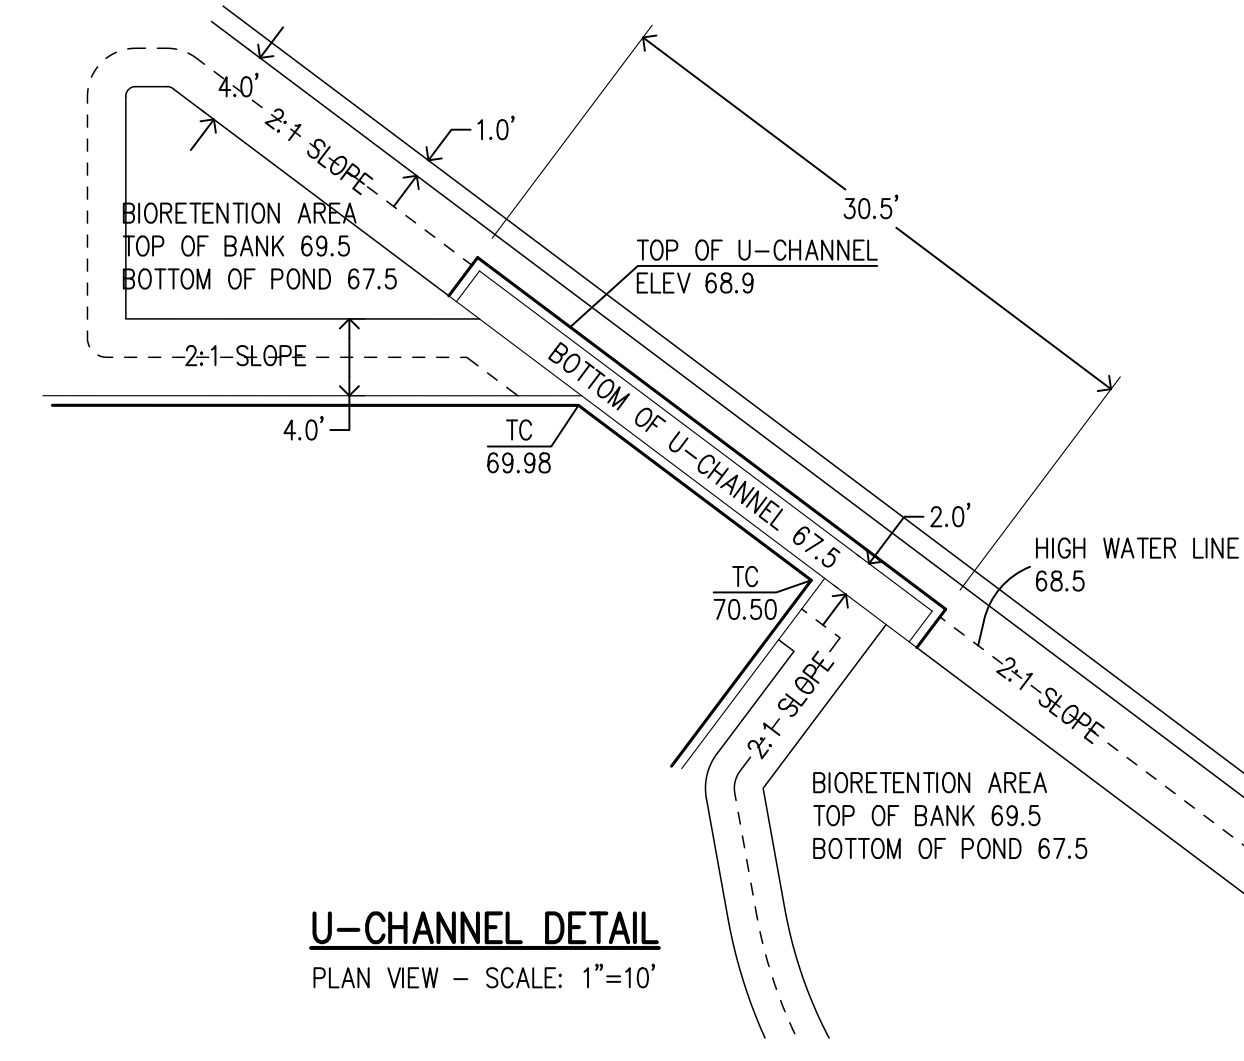 4.0'
2:1 SLOPE
1.0'
30.5'
BIORETENTION AREA
TOP OF BANK 69.5
BOTTOM OF POND 67.5
TOP OF U-CHANNEL
ELEV 68.9
2:1 SLOPE
4.0'
BOTTOM OF U-CHANNEL 67.5
TC
69.98
2.0'
HIGH WATER LINE
68.5
TC
70.50
2:1 SLOPE
2:1 SLOPE
BIORETENTION AREA
TOP OF BANK 69.5
BOTTOM OF POND 67.5
U-CHANNEL DETAIL
PLAN VIEW - SCALE: 1"=10'